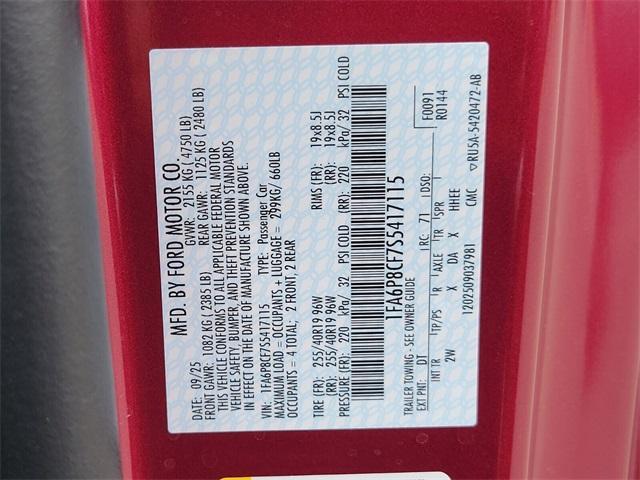 MFD. BY FORD MOTOR CO.
DATE: 09/25 GVWR: 2155 KG ( 4750 LB)
FRONT GAWR: 1082 KG ( 2385 LB) REAR GAWR: 1125 KG ( 2480 LB)
THIS VEHICLE CONFORMS TO ALL APPLICABLE FEDERAL MOTOR
VEHICLE SAFETY, BUMPER, AND THEFT PREVENTION STANDARDS
IN EFFECT ON THE DATE OF MANUFACTURE SHOWN ABOVE.
VIN: 1FA6P8CF7S5417115 TYPE: Passenger Car
MAXIMUM LOAD = OCCUPANTS + LUGGAGE = 299KG/ 660LB
OCCUPANTS = 4 TOTAL; 2 FRONT, 2 REAR
TIRE (FR): 255/40R19 96W RIMS (FR): 19x8.5J
(RR): 255/40R19 96W (RR): 19x8.5J
PRESSURE (FR): 220 kPa/ 32 PSI COLD (RR): 220 kPa/ 32 PSI COLD
1FA6P8CF7S5417115
TRAILER TOWING - SEE OWNER GUIDE F0091
EXT PNT: DT RC: 71 DSO: R0144
INT TR TP/PS R AXLE TR SPR
2W X DA X HHEE
1202509037981 CMC ▽RU5A-5420472-AB